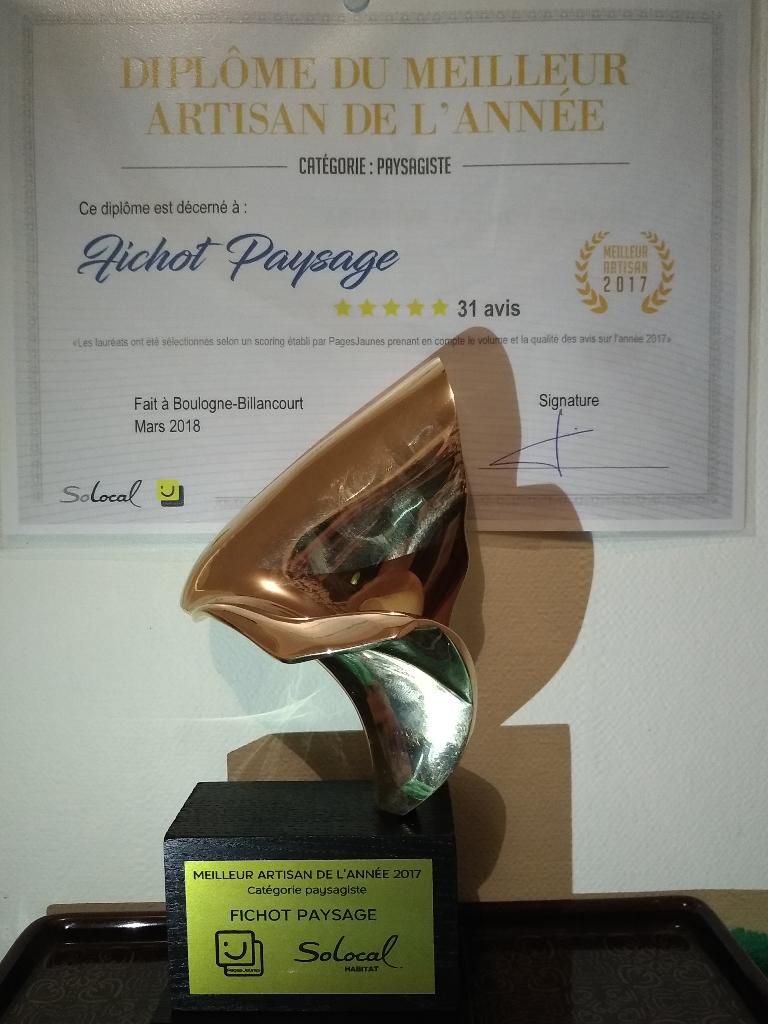 DIPLÔME DU MEILLEUR
ARTISAN DE L'ANNÉE
CATÉGORIE : PAYSAGISTE
Ce diplôme est décerné à :
Fichot Paysage
MEILLEUR
ARTISAN
2017
31 avis
«Les lauréats ont été sélectionnés selon un scoring établi par PagesJaunes prenant en compte le volume et la qualité des avis sur l'année 2017»
Fait à Boulogne-Billancourt
Mars 2018
Signature
SoLocal
MEILLEUR ARTISAN DE L'ANNÉE 2017
Catégorie paysagiste
FICHOT PAYSAGE
PagesJaunes
SoLocal
HABITAT